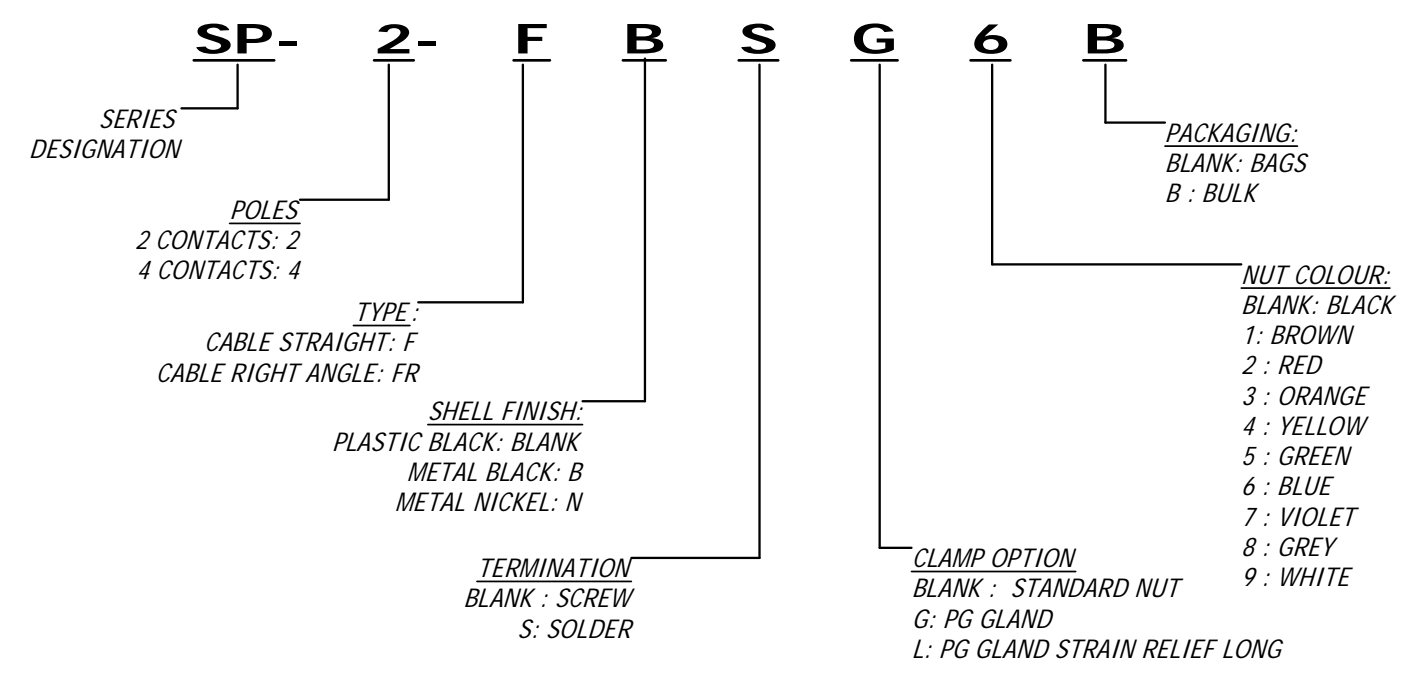 SP- 2- F B S G 6 B
SERIES
DESIGNATION
POLES
2 CONTACTS: 2
4 CONTACTS: 4
TYPE :
CABLE STRAIGHT: F
CABLE RIGHT ANGLE: FR
SHELL FINISH:
PLASTIC BLACK: BLANK
METAL BLACK: B
METAL NICKEL: N
TERMINATION
BLANK : SCREW
S: SOLDER
CLAMP OPTION
BLANK : STANDARD NUT
G: PG GLAND
L: PG GLAND STRAIN RELIEF LONG
NUT COLOUR:
BLANK: BLACK
1: BROWN
2 : RED
3 : ORANGE
4 : YELLOW
5 : GREEN
6 : BLUE
7 : VIOLET
8 : GREY
9 : WHITE
PACKAGING:
BLANK: BAGS
B : BULK